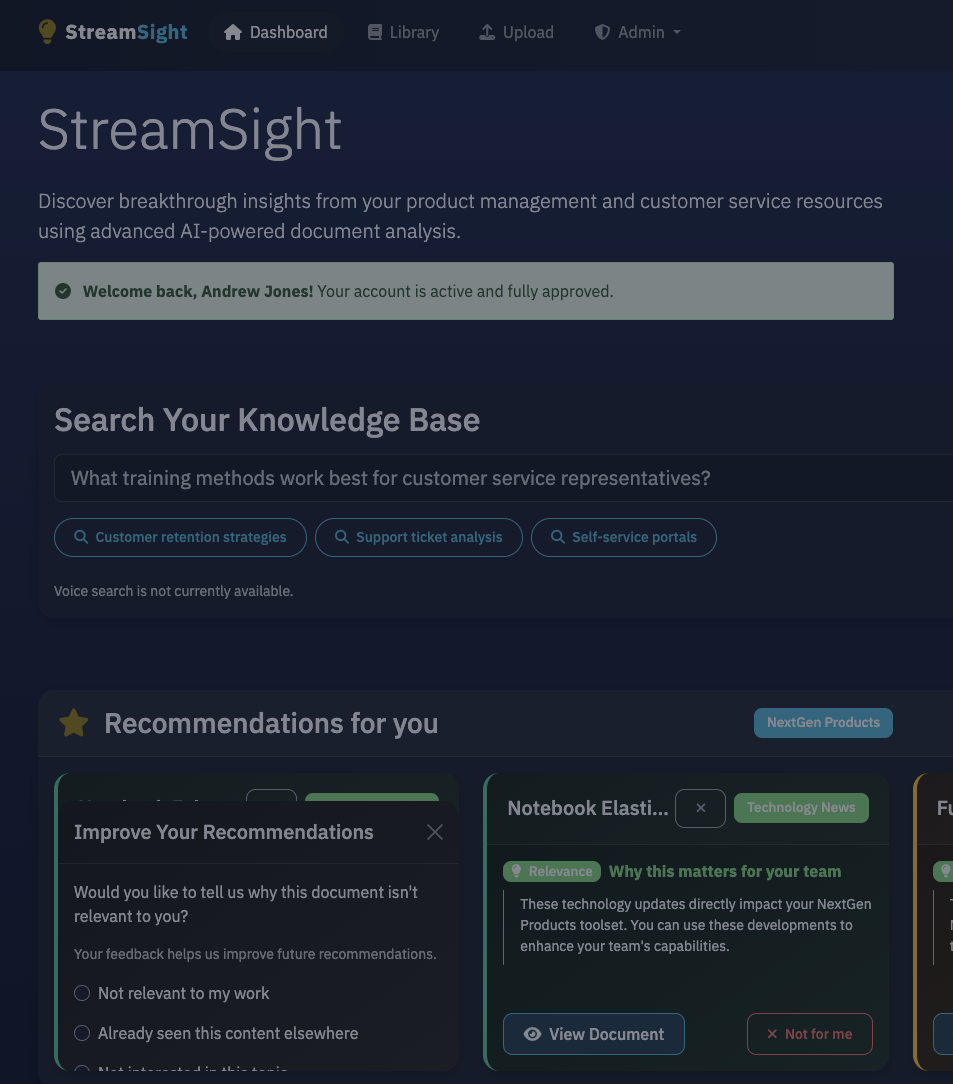 StreamSight Dashboard Library Upload Admin
StreamSight
Discover breakthrough insights from your product management and customer service resources
using advanced AI-powered document analysis.
Welcome back, Andrew Jones! Your account is active and fully approved.
Search Your Knowledge Base
What training methods work best for customer service representatives?
Customer retention strategies Support ticket analysis Self-service portals
Voice search is not currently available.
Recommendations for you NextGen Products
Improve Your Recommendations
Would you like to tell us why this document isn't
relevant to you?
Your feedback helps us improve future recommendations.
Not relevant to my work
Already seen this content elsewhere
Not interested in this topic
Notebook Elasti... Technology News
Relevance Why this matters for your team
These technology updates directly impact your NextGen
Products toolset. You can use these developments to
enhance your team's capabilities.
View Document Not for me
Fu